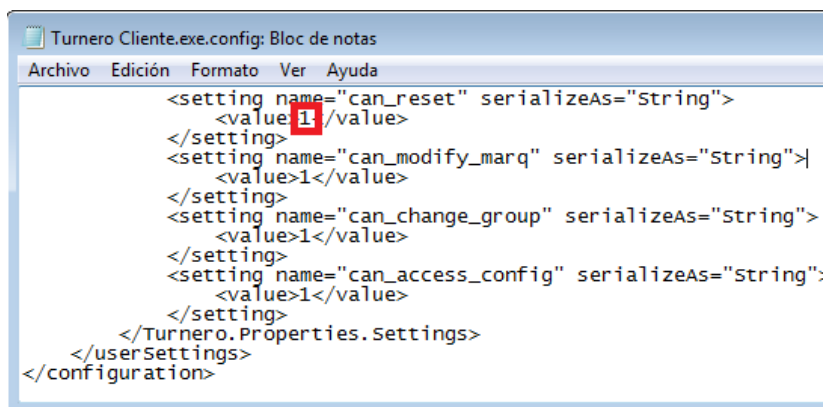 Turnero Cliente.exe.config: Bloc de notas
Archivo Edición Formato Ver Ayuda
<setting name="can_reset" serializeAs="String">
<value>1</value>
</setting>
<setting name="can_modify_marq" serializeAs="String">
<value>1</value>
</setting>
<setting name="can_change_group" serializeAs="String">
<value>1</value>
</setting>
<setting name="can_access_config" serializeAs="String">
<value>1</value>
</setting>
</Turnero.Properties.Settings>
</userSettings>
</configuration>